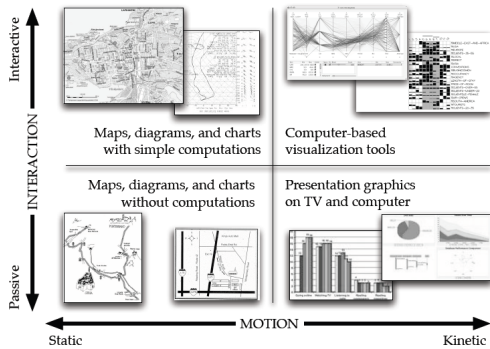 Interactive
INTERACTION
Passive
Maps, diagrams, and charts
with simple computations
Computer-based
visualization tools
Maps, diagrams, and charts
without computations
Presentation graphics
on TV and computer
MOTION
Static
Kinetic